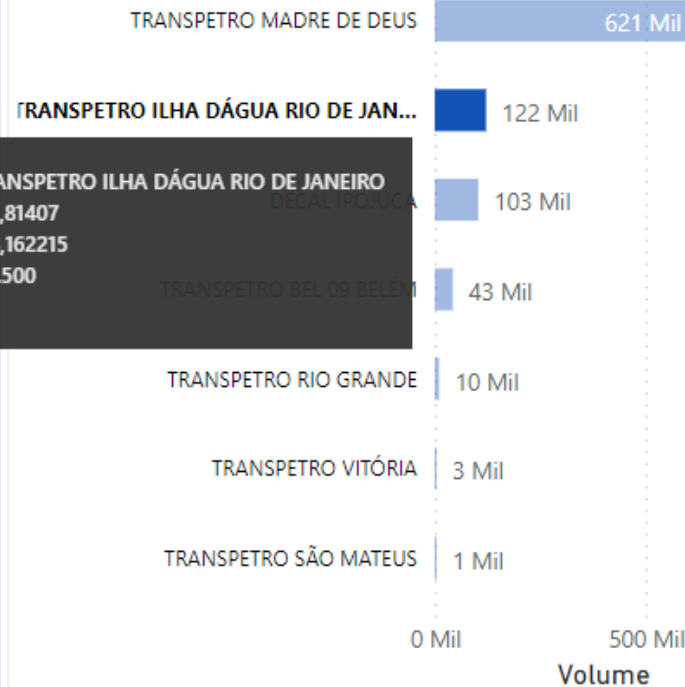 TRANSPETRO MADRE DE DEUS 621 Mil
TRANSPETRO ILHA DÁGUA RIO DE JAN... 122 Mil
ANSPETRO ILHA DÁGUA RIO DE JANEIRO
,81407
,162215
.500
DECAL IPOJUCA 103 Mil
TRANSPETRO BEL 09 BELÉM 43 Mil
TRANSPETRO RIO GRANDE 10 Mil
TRANSPETRO VITÓRIA 3 Mil
TRANSPETRO SÃO MATEUS 1 Mil
0 Mil 500 Mil
Volume